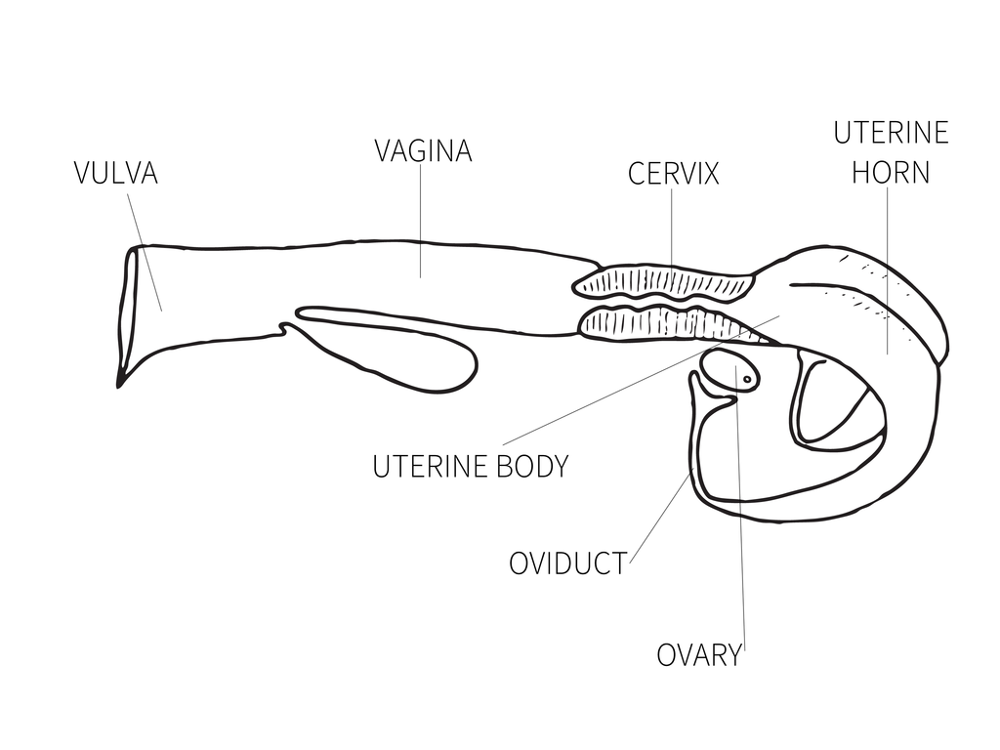 VULVA
VAGINA
CERVIX
UTERINE
HORN
UTERINE BODY
OVIDUCT
OVARY